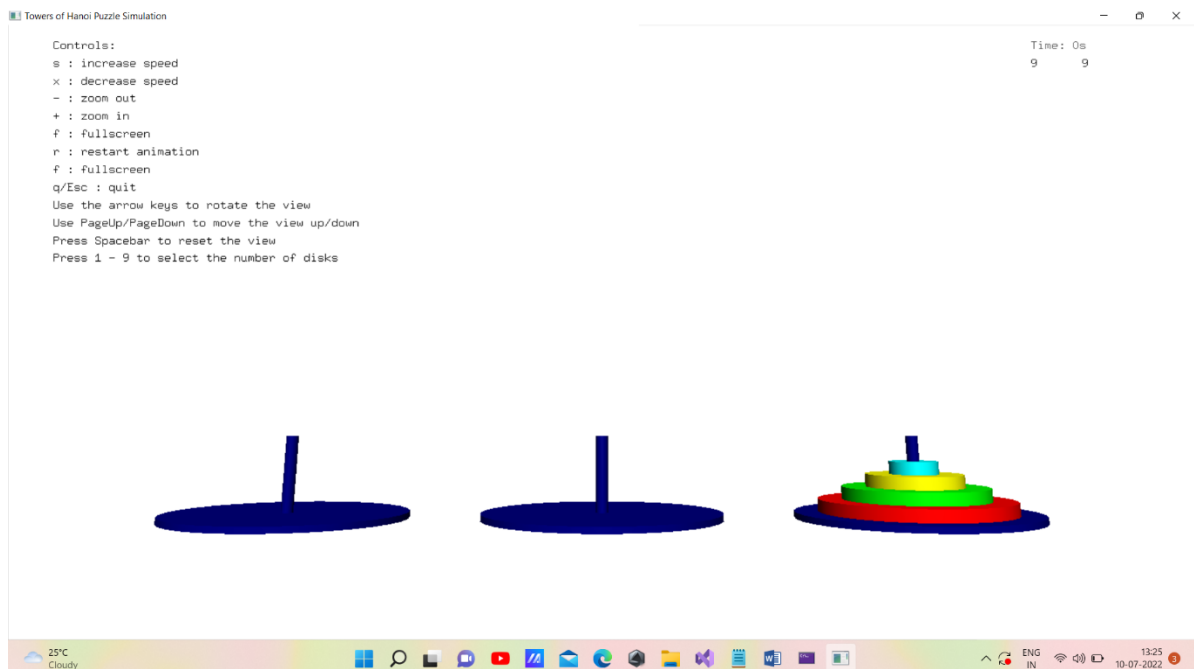 Towers of Hanoi Puzzle Simulation
Controls:
s : increase speed
x : decrease speed
- : zoom out
+ : zoom in
f : fullscreen
r : restart animation
f : fullscreen
q/Esc : quit
Use the arrow keys to rotate the view
Use PageUp/PageDown to move the view up/down
Press Spacebar to reset the view
Press 1 - 9 to select the number of disks
Time: 0s
9 9
25°C
Cloudy
ENG
IN
13:25
10-07-2022
3